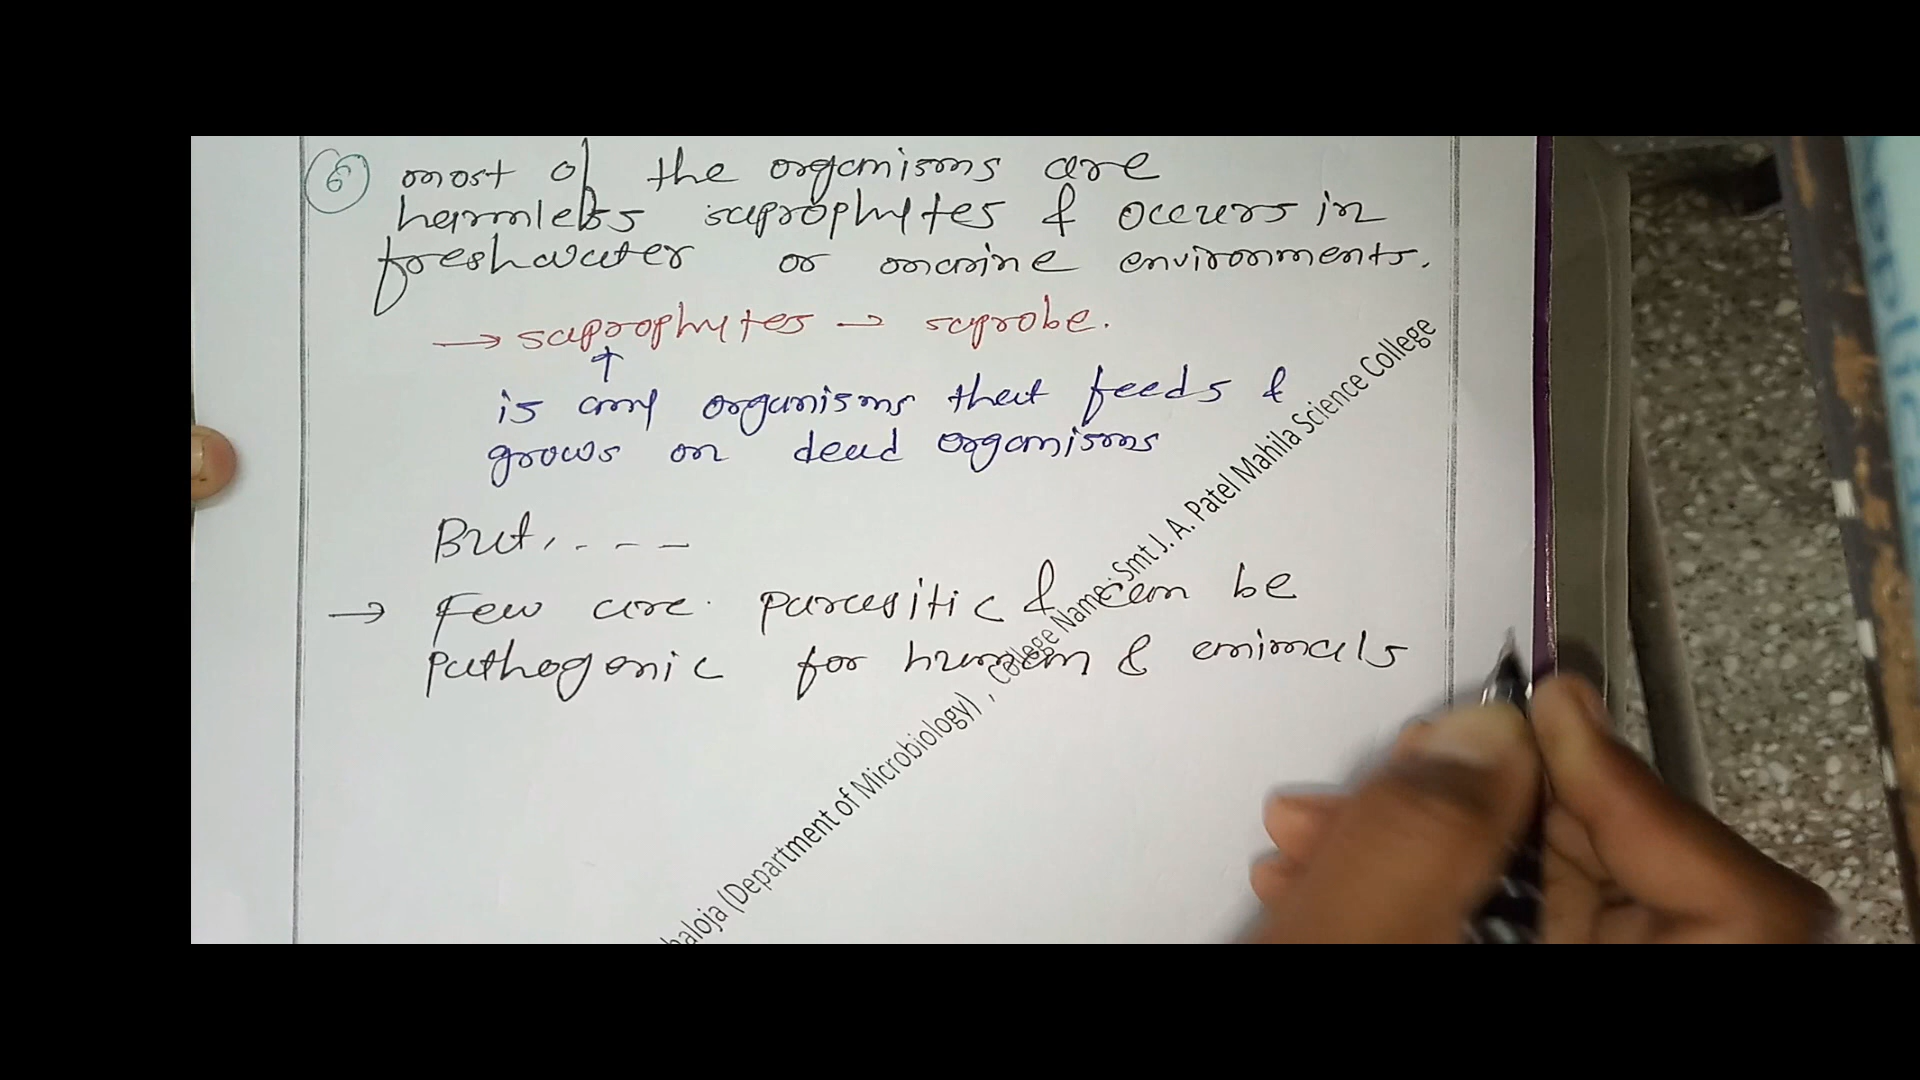 6 most of the organisms are
harmless saprophytes & occurs in
freshwater or marine environments.
→ saprophytes → saprobe.
↑
is any organisms that feeds &
grows on dead organisms
But, - - -
→ Few are parasitic & can be
pathogenic for human & animals
baloja (Department of Microbiology), College Name: Smt J. A. Patel Mahila Science College